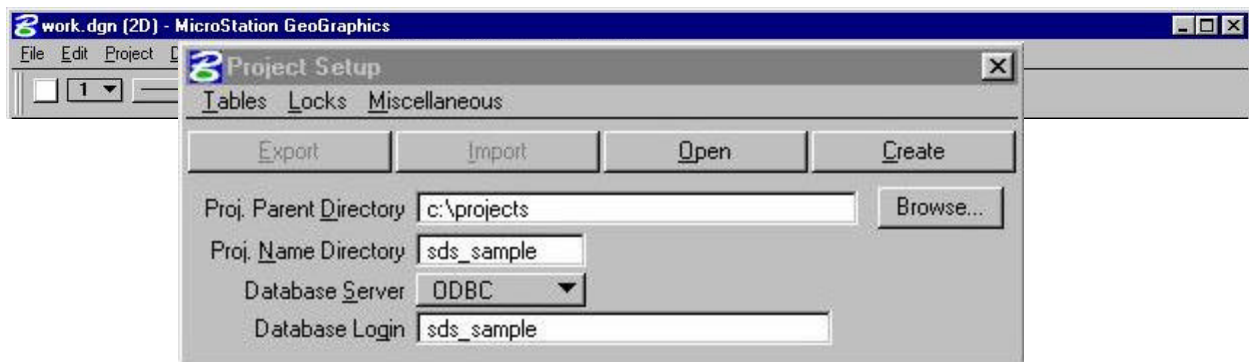 work.dgn (2D) - MicroStation GeoGraphics
File Edit Project D
1
Project Setup
Tables Locks Miscellaneous
Export Import Open Create
Proj. Parent Directory c:\projects Browse...
Proj. Name Directory sds_sample
Database Server ODBC
Database Login sds_sample